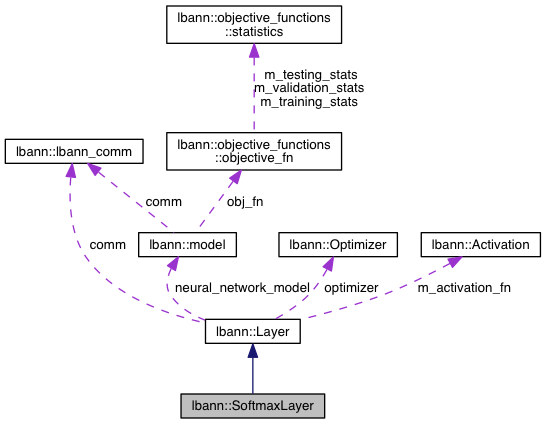 lbann::objective_functions
::statistics
m_testing_stats
m_validation_stats
m_training_stats
lbann::lbann_comm
lbann::objective_functions
::objective_fn
comm
obj_fn
comm
lbann::model
lbann::Optimizer
lbann::Activation
neural_network_model
optimizer
m_activation_fn
lbann::Layer
lbann::SoftmaxLayer